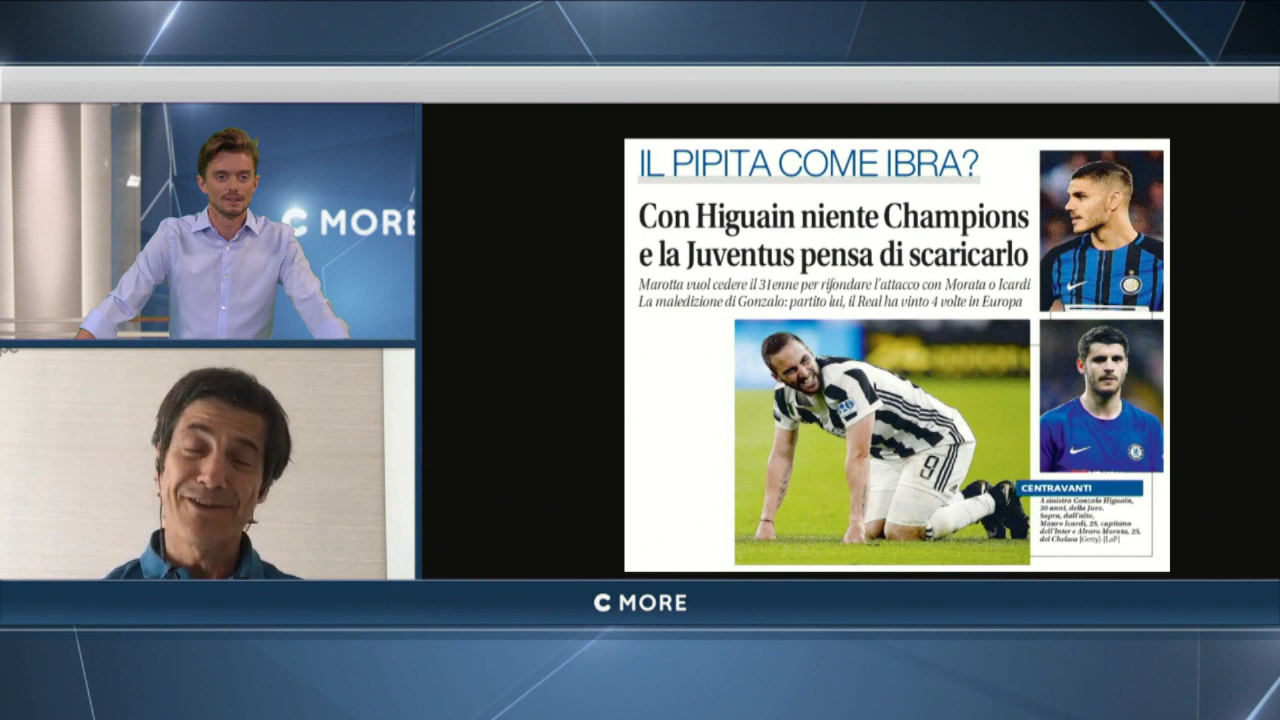 C MORE
IL PIPITA COME IBRA?
Con Higuain niente Champions
e la Juventus pensa di scaricarlo
Marotta vuol cedere il 31enne per rifondare l'attacco con Morata o Icardi
La maledizione di Gonzalo: partito lui, il Real ha vinto 4 volte in Europa
9
CENTRAVANTI
A sinistra Gonzalo Higuain,
30 anni, della Juve.
Sopra, dall'alto,
Mauro Icardi, 25, capitano
dell'Inter e Alvaro Morata, 25,
del Chelsea [Getty]-[LaP]
C MORE